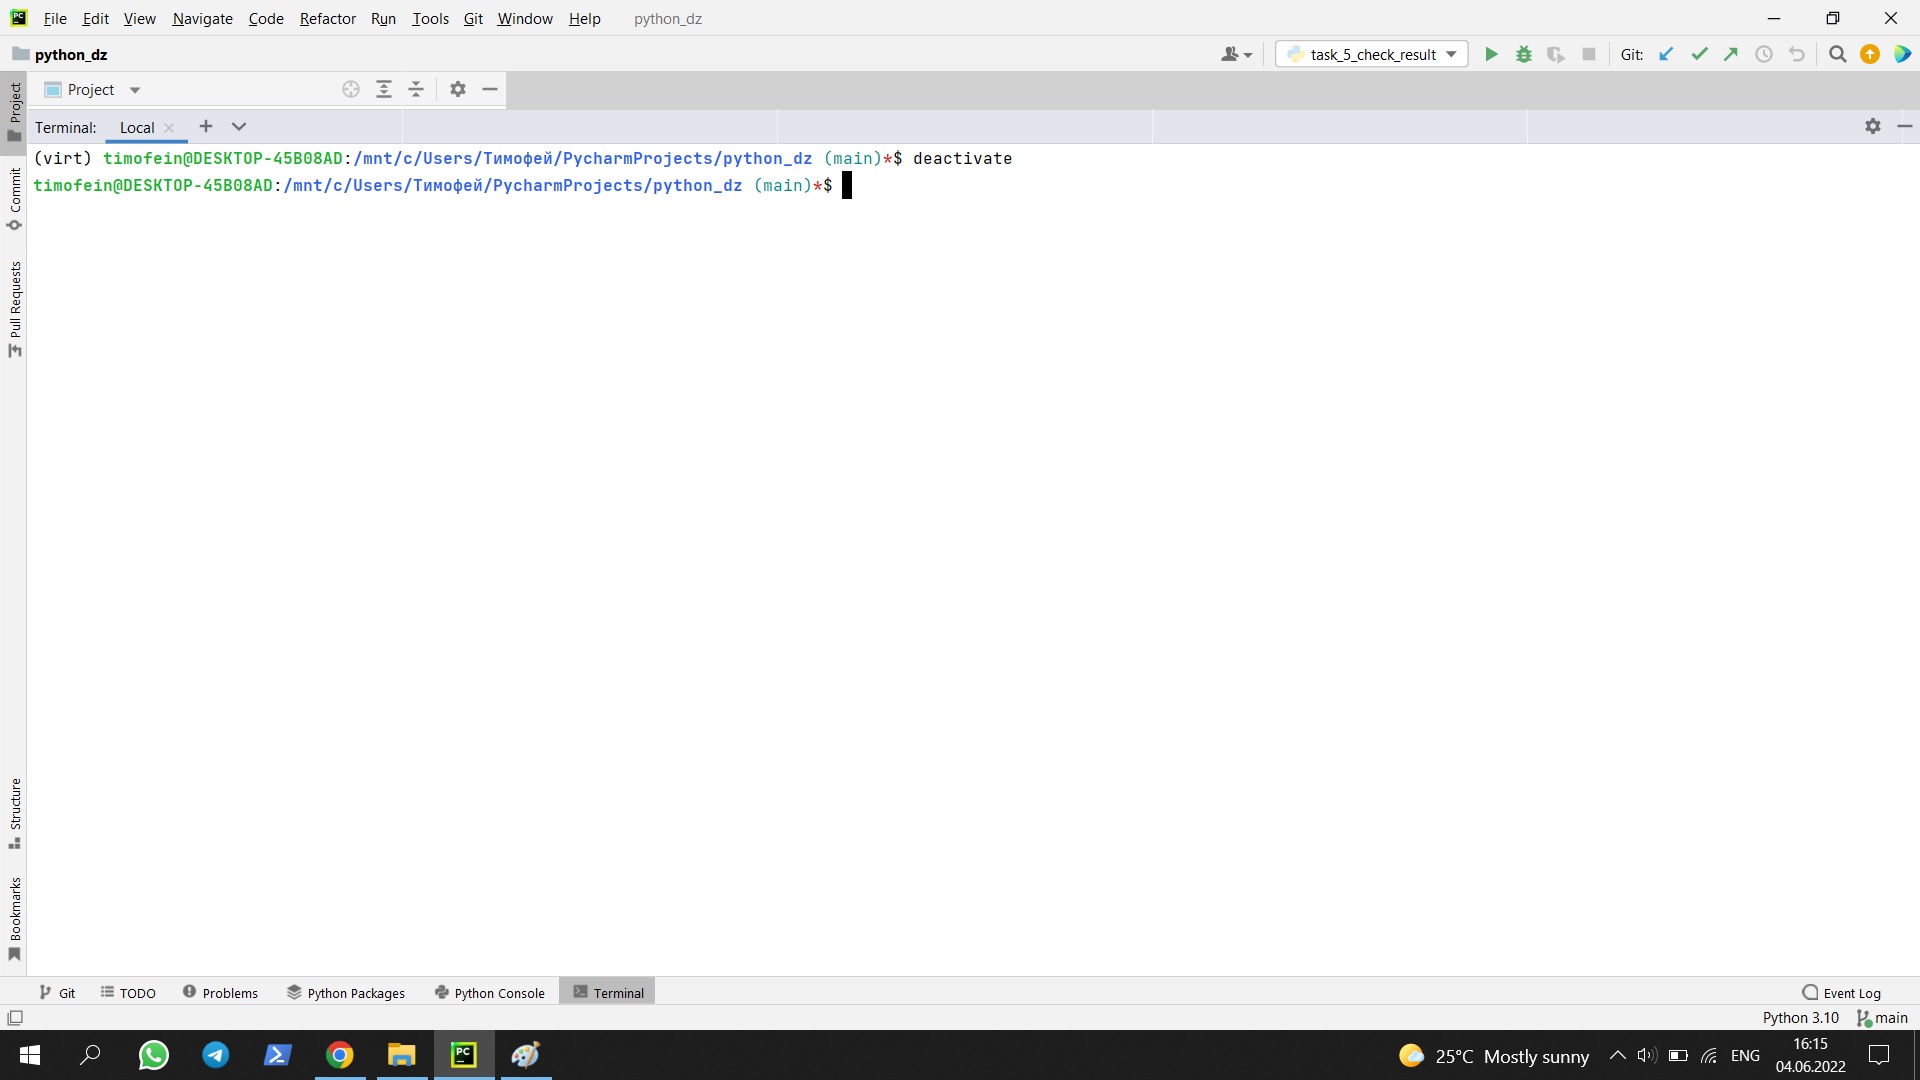 File Edit View Navigate Code Refactor Run Tools Git Window Help python_dz
python_dz
task_5_check_result
Git:
Project
Terminal: Local
(virt) timofein@DESKTOP-45B08AD:/mnt/c/Users/Тимофей/PycharmProjects/python_dz (main)*$ deactivate
timofein@DESKTOP-45B08AD:/mnt/c/Users/Тимофей/PycharmProjects/python_dz (main)*$
Project
Commit
Pull Requests
Structure
Bookmarks
Git TODO Problems Python Packages Python Console Terminal Event Log
Python 3.10 main
25°C Mostly sunny ENG
16:15
04.06.2022